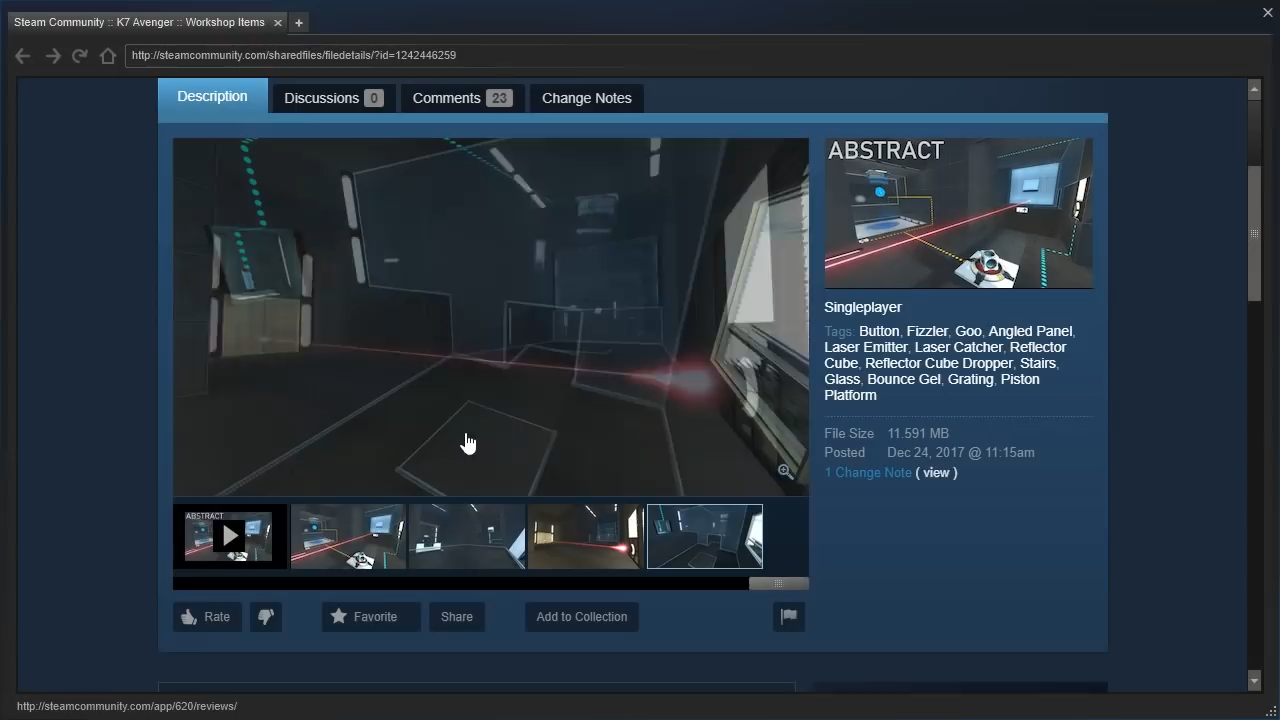 Steam Community :: K7 Avenger :: Workshop Items
http://steamcommunity.com/sharedfiles/filedetails/?id=1242446259
Description
Discussions 0
Comments 23
Change Notes
ABSTRACT
Singleplayer
Tags: Button, Fizzler, Goo, Angled Panel,
Laser Emitter, Laser Catcher, Reflector
Cube, Reflector Cube Dropper, Stairs,
Glass, Bounce Gel, Grating, Piston
Platform
File Size 11.591 MB
Posted Dec 24, 2017 @ 11:15am
1 Change Note ( view )
ABSTRACT
Rate
Favorite
Share
Add to Collection
http://steamcommunity.com/app/620/reviews/